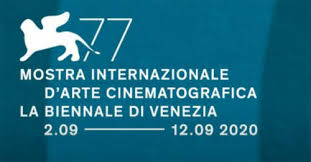 77
MOSTRA INTERNAZIONALE
D'ARTE CINEMATOGRAFICA
LA BIENNALE DI VENEZIA
2.09 12.09 2020